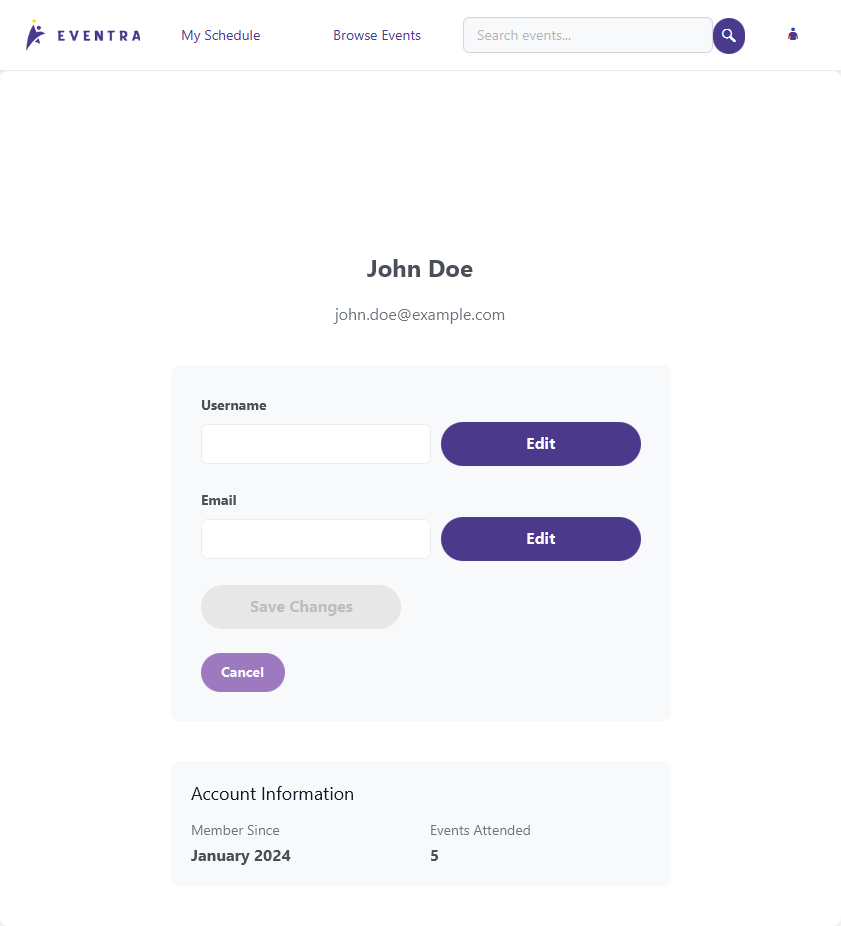 EVENTRA My Schedule Browse Events Search events...
John Doe
john.doe@example.com
Username
Edit
Email
Edit
Save Changes
Cancel
Account Information
Member Since Events Attended
January 2024 5